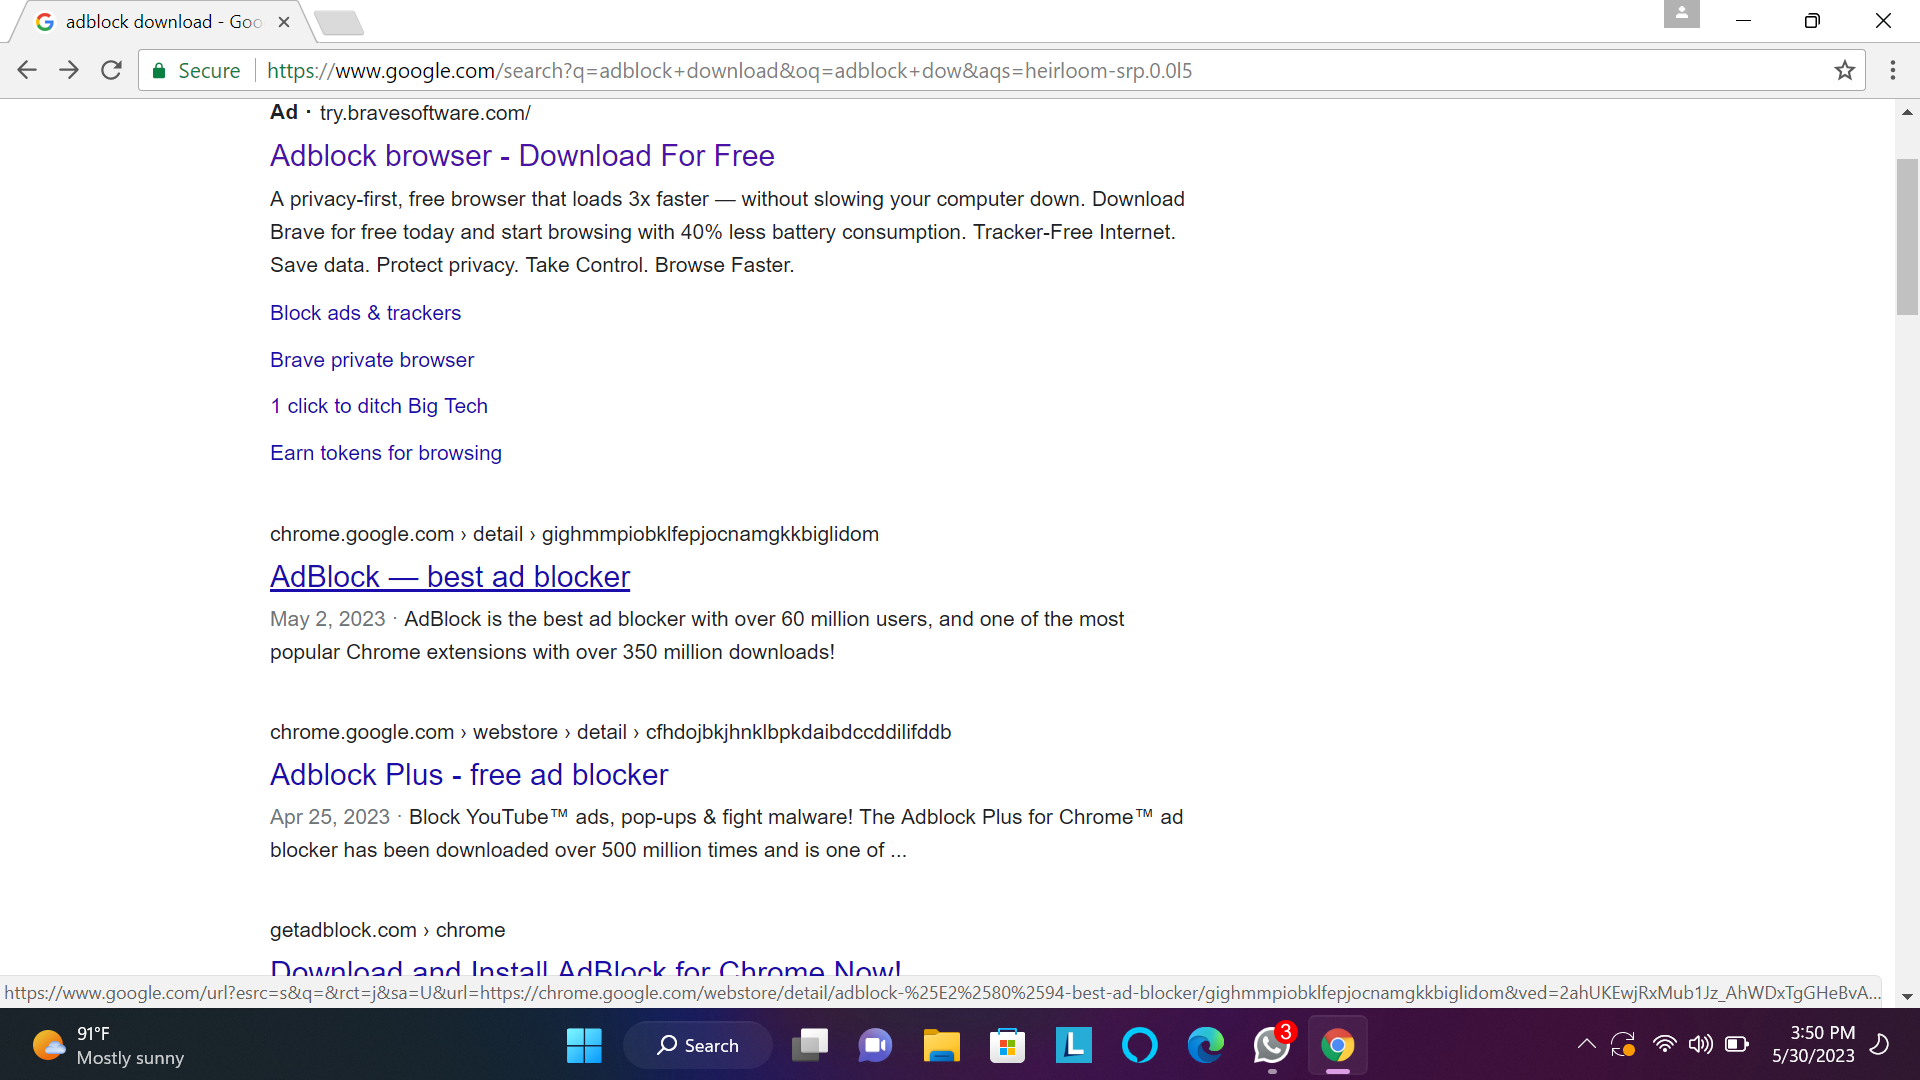 adblock download - Goo
Secure
https://www.google.com/search?q=adblock+download&oq=adblock+dow&aqs=heirloom-srp.0.0l5
Ad · try.bravesoftware.com/
Adblock browser - Download For Free
A privacy-first, free browser that loads 3x faster — without slowing your computer down. Download
Brave for free today and start browsing with 40% less battery consumption. Tracker-Free Internet.
Save data. Protect privacy. Take Control. Browse Faster.
Block ads & trackers
Brave private browser
1 click to ditch Big Tech
Earn tokens for browsing
chrome.google.com › detail › gighmmpiobklfepjocnamgkkbiglidom
AdBlock — best ad blocker
May 2, 2023 · AdBlock is the best ad blocker with over 60 million users, and one of the most
popular Chrome extensions with over 350 million downloads!
chrome.google.com › webstore › detail › cfhdojbkjhnklbpkdaibdccddilifddb
Adblock Plus - free ad blocker
Apr 25, 2023 · Block YouTube™ ads, pop-ups & fight malware! The Adblock Plus for Chrome™ ad
blocker has been downloaded over 500 million times and is one of ...
getadblock.com › chrome
Download and Install AdBlock for Chrome Now!
https://www.google.com/url?esrc=s&q=&rct=j&sa=U&url=https://chrome.google.com/webstore/detail/adblock-%25E2%2580%2594-best-ad-blocker/gighmmpiobklfepjocnamgkkbiglidom&ved=2ahUKEwjRxMub1Jz_AhWDxTgGHeBvA...
91°F
Mostly sunny
Search
L
3
3:50 PM
5/30/2023